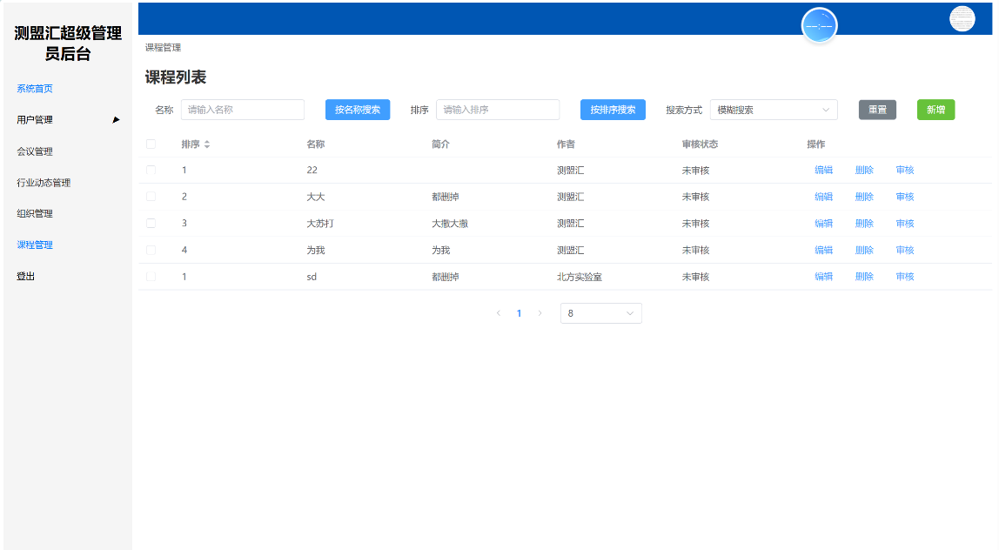 测盟汇超级管理
员后台
系统首页
用户管理
会议管理
行业动态管理
组织管理
课程管理
登出
课程管理
课程列表
名称 请输入名称 按名称搜索 排序 请输入排序 按排序搜索 搜索方式 模糊搜索 重置 新增
排序 名称 简介 作者 审核状态 操作
1 22 测盟汇 未审核 编辑 删除 审核
2 大大 都删掉 测盟汇 未审核 编辑 删除 审核
3 大苏打 大撒大撒 测盟汇 未审核 编辑 删除 审核
4 为我 为我 测盟汇 未审核 编辑 删除 审核
1 sd 都删掉 北方实验室 未审核 编辑 删除 审核
1 8